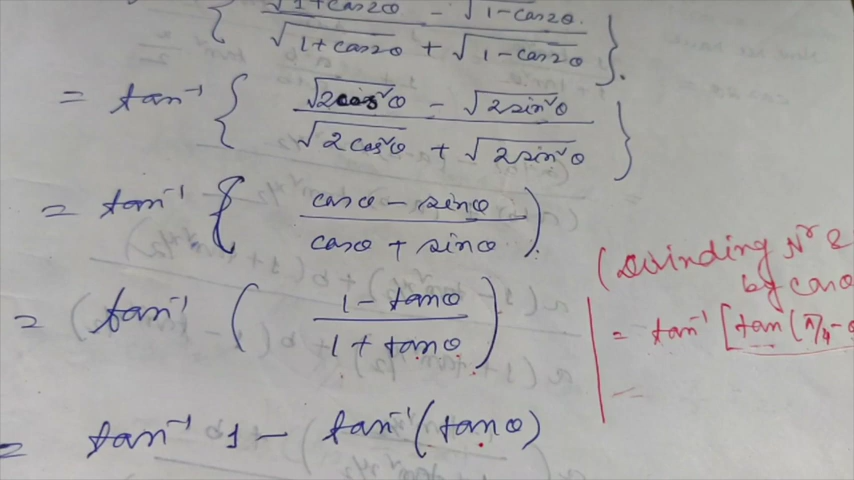 { √1+cos2θ - √1-cos2θ / √1+cos2θ + √1-cos2θ }.
= tan⁻¹ { √2cos²θ - √2sin²θ / √2cos²θ + √2sin²θ }
= tan⁻¹ { cosθ - sinθ / cosθ + sinθ ).
= tan⁻¹ ( 1 - tanθ / 1 + tanθ )
= tan⁻¹ 1 - tan⁻¹ (tanθ)
( Dvinding Nʳ &
by cosθ
= tan⁻¹ [tan (π/4 - θ
=